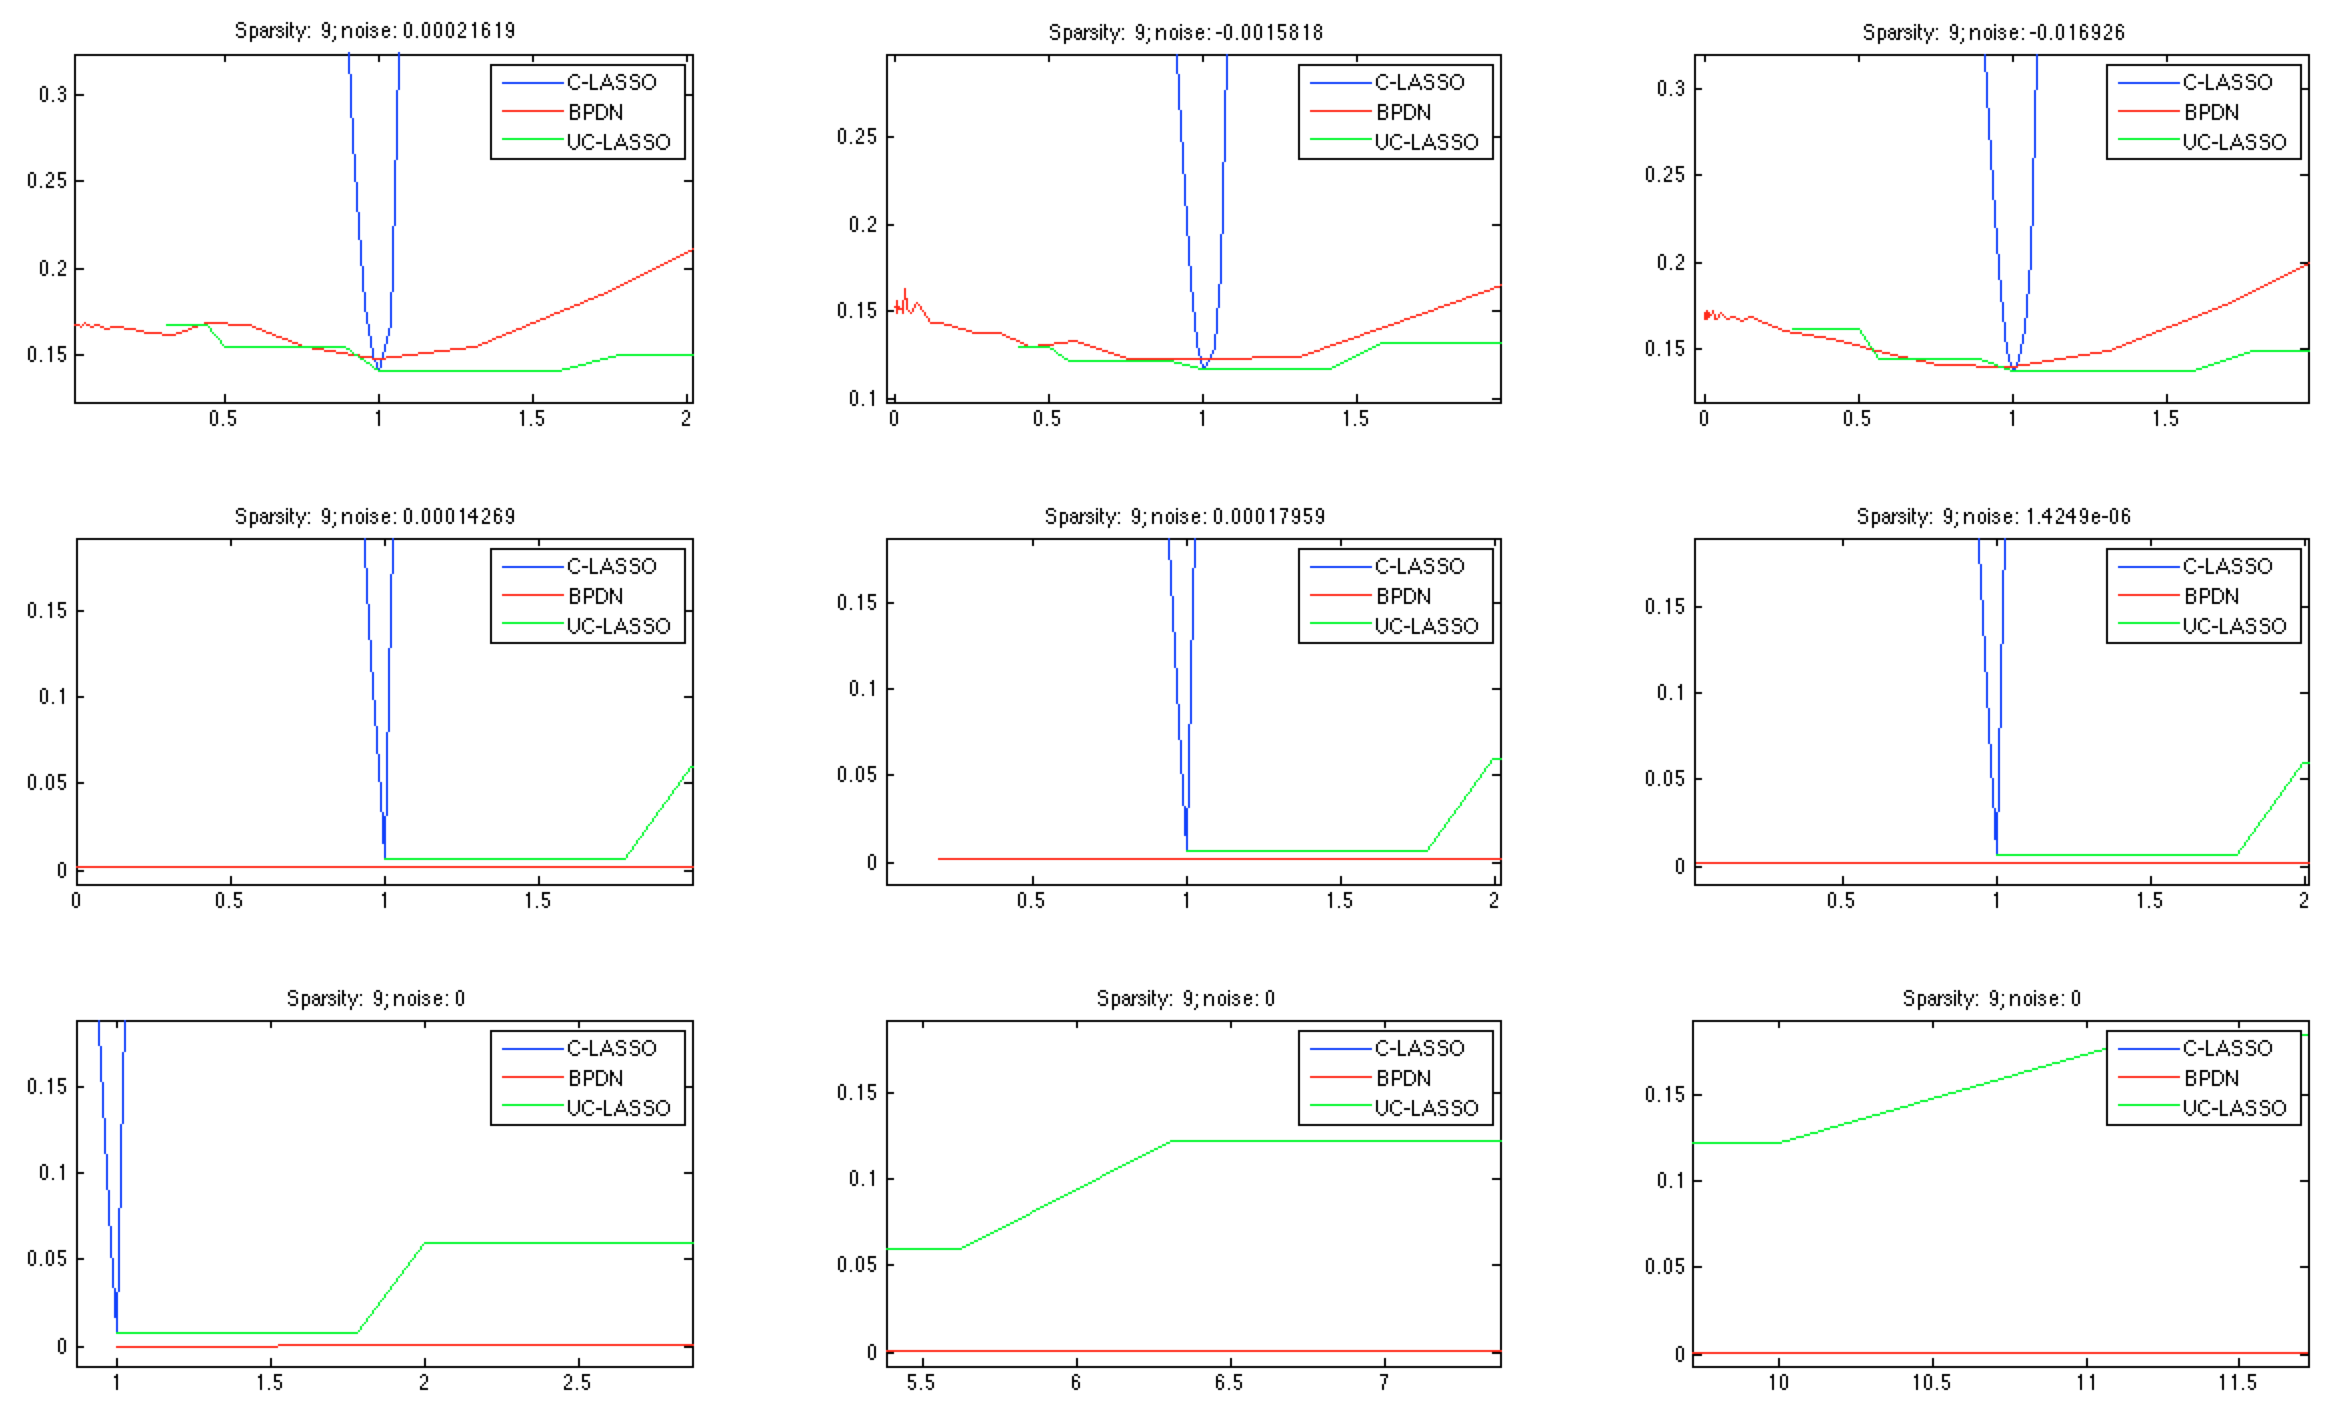 Sparsity: 9; noise: 0.00021619
C-LASSO
BPDN
UC-LASSO
0.3
0.25
0.2
0.15
0.5
1
1.5
2
Sparsity: 9; noise: -0.0015818
C-LASSO
BPDN
UC-LASSO
0.25
0.2
0.15
0.1
0
0.5
1
1.5
Sparsity: 9; noise: -0.016926
C-LASSO
BPDN
UC-LASSO
0.3
0.25
0.2
0.15
0
0.5
1
1.5
Sparsity: 9; noise: 0.00014269
C-LASSO
BPDN
UC-LASSO
0.15
0.1
0.05
0
0
0.5
1
1.5
Sparsity: 9; noise: 0.00017959
C-LASSO
BPDN
UC-LASSO
0.15
0.1
0.05
0
0.5
1
1.5
2
Sparsity: 9; noise: 1.4249e-06
C-LASSO
BPDN
UC-LASSO
0.15
0.1
0.05
0
0.5
1
1.5
2
Sparsity: 9; noise: 0
C-LASSO
BPDN
UC-LASSO
0.15
0.1
0.05
0
1
1.5
2
2.5
Sparsity: 9; noise: 0
C-LASSO
BPDN
UC-LASSO
0.15
0.1
0.05
0
5.5
6
6.5
7
Sparsity: 9; noise: 0
C-LASSO
BPDN
UC-LASSO
0.15
0.1
0.05
0
10
10.5
11
11.5